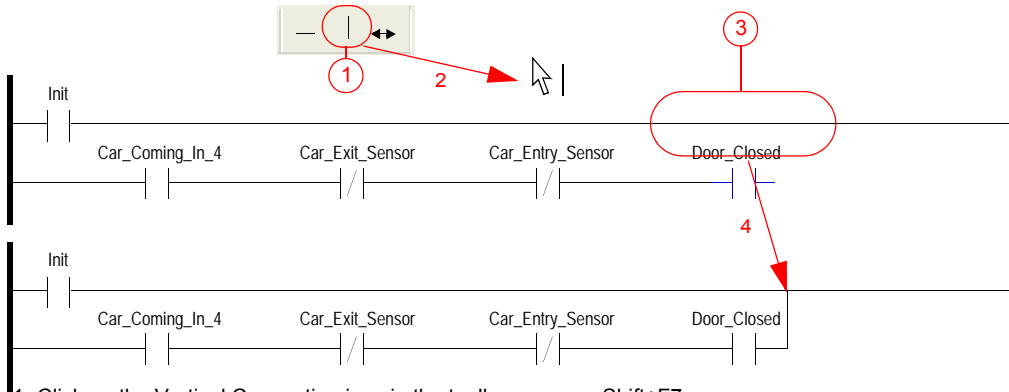 3
1
2
Init
Car_Coming_In_4 Car_Exit_Sensor Car_Entry_Sensor Door_Closed
4
Init
Car_Coming_In_4 Car_Exit_Sensor Car_Entry_Sensor Door_Closed